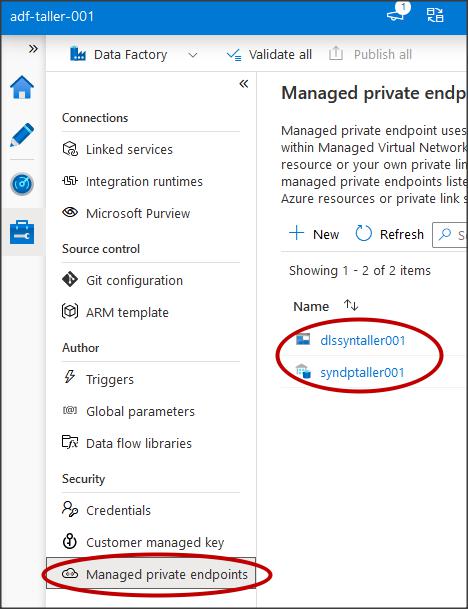 adf-taller-001
1
Data Factory
Validate all
Publish all
Connections
Linked services
Integration runtimes
Microsoft Purview
Source control
Git configuration
ARM template
Author
Triggers
Global parameters
Data flow libraries
Security
Credentials
Customer managed key
Managed private endpoints
Managed private endp
Managed private endpoint uses
within Managed Virtual Network
resource or your own private lin
managed private endpoints liste
Azure resources or private link s
New
Refresh
Showing 1 - 2 of 2 items
Name
dlssyntaller001
syndptaller001